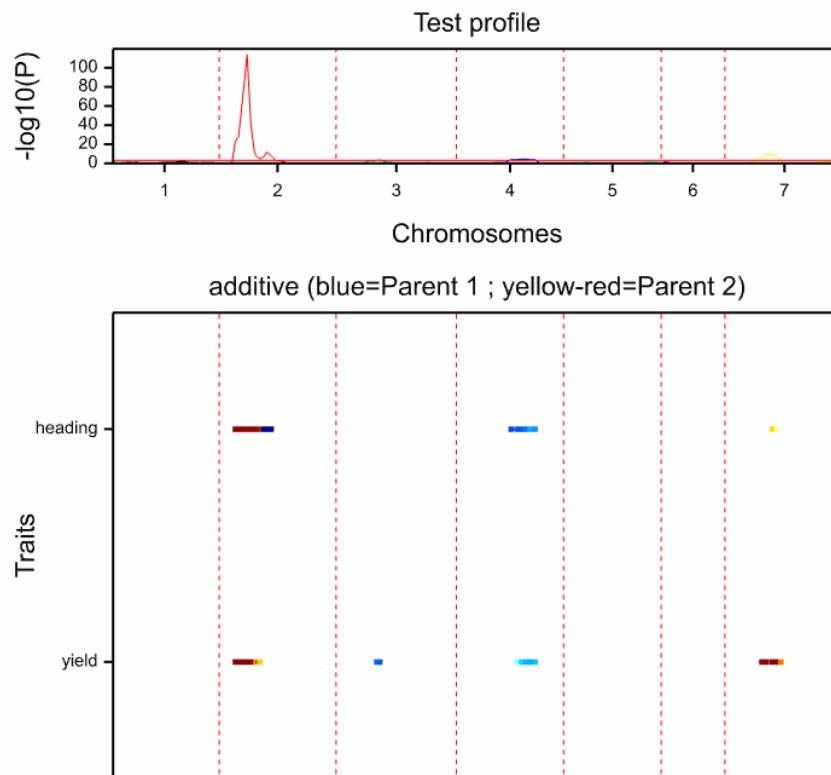 Test profile
-log10(P)
100
80
60
40
20
0
1 2 3 4 5 6 7
Chromosomes
additive (blue=Parent 1 ; yellow-red=Parent 2)
Traits
heading
yield